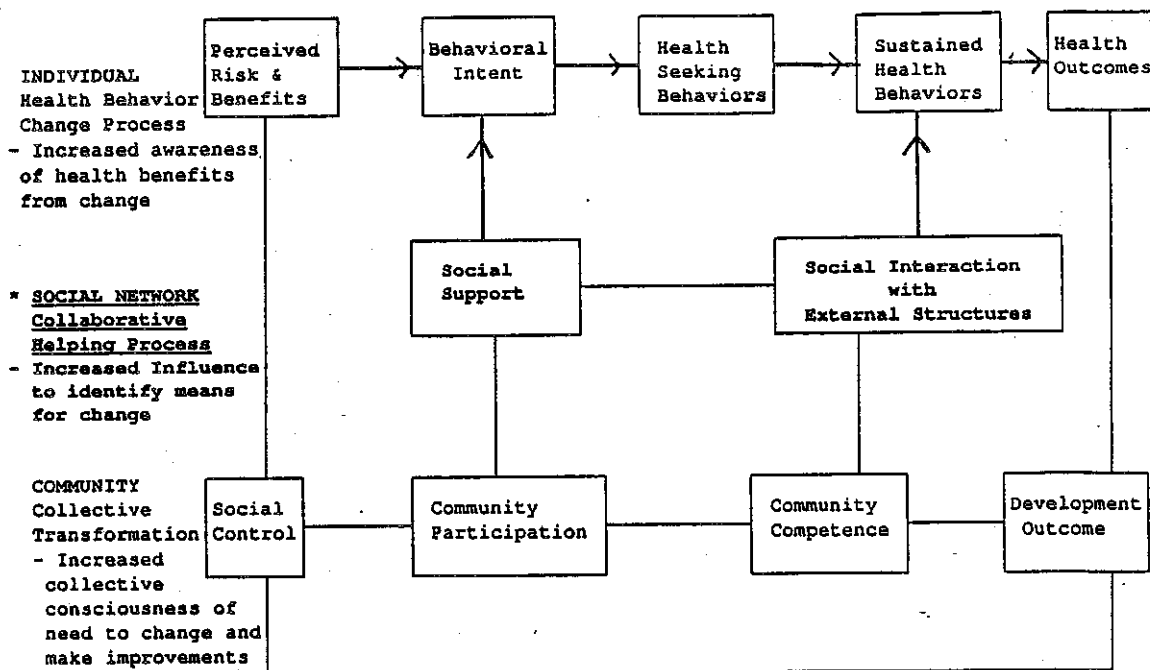 INDIVIDUAL
Health Behavior
Change Process
- Increased awareness
of health benefits
from change
Perceived
Risk &
Benefits
Behavioral
Intent
Health
Seeking
Behaviors
Sustained
Health
Behaviors
Health
Outcomes
* SOCIAL NETWORK
Collaborative
Helping Process
- Increased Influence
to identify means
for change
Social
Support
Social Interaction
with
External Structures
COMMUNITY
Collective
Transformation
- Increased
collective
consciousness of
need to change and
make improvements
Social
Control
Community
Participation
Community
Competence
Development
Outcome